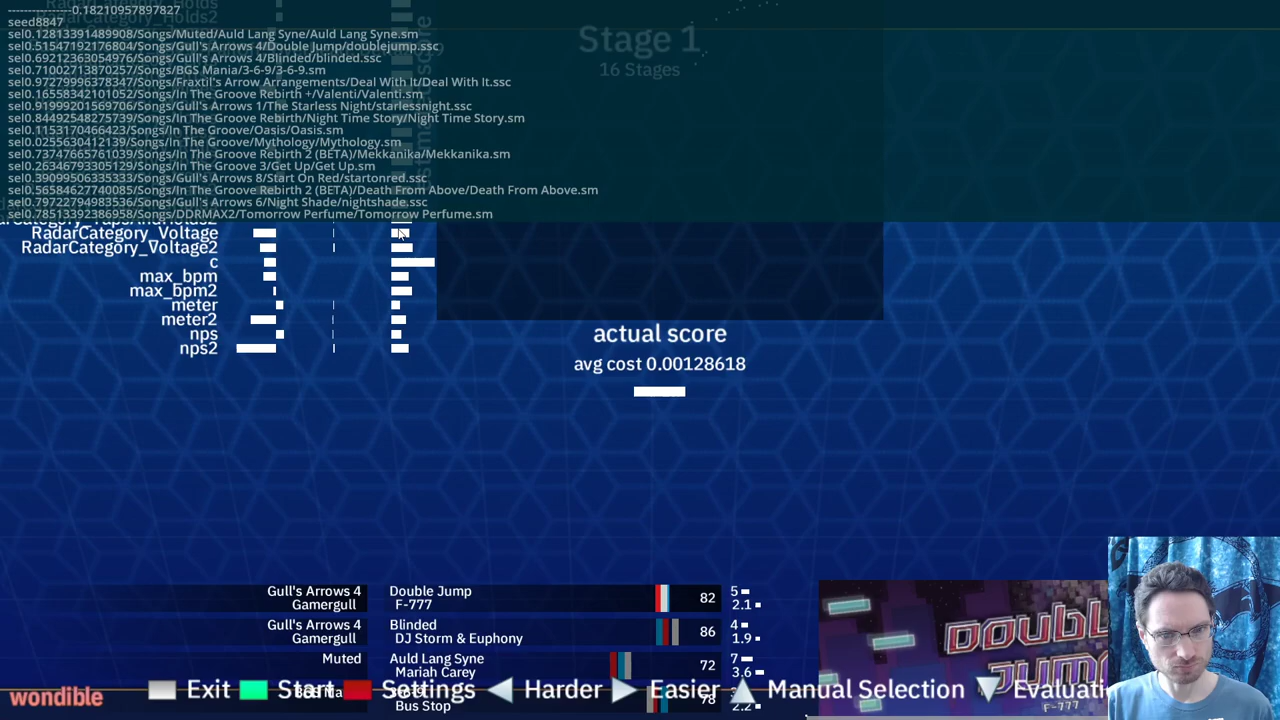 ----------------0.18210957897827
seed8847
sel0.12813391489908/Songs/Muted/Auld Lang Syne/Auld Lang Syne.sm
sel0.51547192176804/Songs/Gull's Arrows 4/Double Jump/doublejump.ssc
sel0.69212363054976/Songs/Gull's Arrows 4/Blinded/blinded.ssc
sel0.71002713870257/Songs/BGS Mania/3-6-9/3-6-9.sm
sel0.97279996378347/Songs/Fraxtil's Arrow Arrangements/Deal With It/Deal With It.ssc
sel0.16558342101052/Songs/In The Groove Rebirth +/Valenti/Valenti.sm
sel0.91999201569706/Songs/Gull's Arrows 1/The Starless Night/starlessnight.ssc
sel0.84492548275739/Songs/In The Groove Rebirth/Night Time Story/Night Time Story.sm
sel0.1153170466423/Songs/In The Groove/Oasis/Oasis.sm
sel0.0255630412139/Songs/In The Groove/Mythology/Mythology.sm
sel0.73747665761039/Songs/In The Groove Rebirth 2 (BETA)/Mekkanika/Mekkanika.sm
sel0.26346793305129/Songs/In The Groove 3/Get Up/Get Up.sm
sel0.39099506335333/Songs/Gull's Arrows 8/Start On Red/startonred.ssc
sel0.56584627740085/Songs/In The Groove Rebirth 2 (BETA)/Death From Above/Death From Above.sm
sel0.79722794983536/Songs/Gull's Arrows 6/Night Shade/nightshade.ssc
sel0.78513392386958/Songs/DDRMAX2/Tomorrow Perfume/Tomorrow Perfume.sm
Stage 1
16 Stages
RadarCategory_Voltage
RadarCategory_Voltage2
c
max_bpm
max_bpm2
meter
meter2
nps
nps2
actual score
avg cost 0.00128618
Gull's Arrows 4 Double Jump 82 5
Gamergull F-777 2.1
Gull's Arrows 4 Blinded 86 4
Gamergull DJ Storm & Euphony 1.9
Muted Auld Lang Syne 72 7
Mariah Carey 3.6
Bus Stop 78 2.2
Exit Start Settings Harder Easier Manual Selection Evaluati
wondible
DOUBL
JUM
F-777